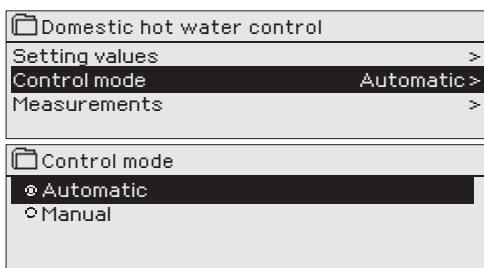 Domestic hot water control
Setting values >
Control mode Automatic >
Measurements >
Control mode
Automatic
Manual